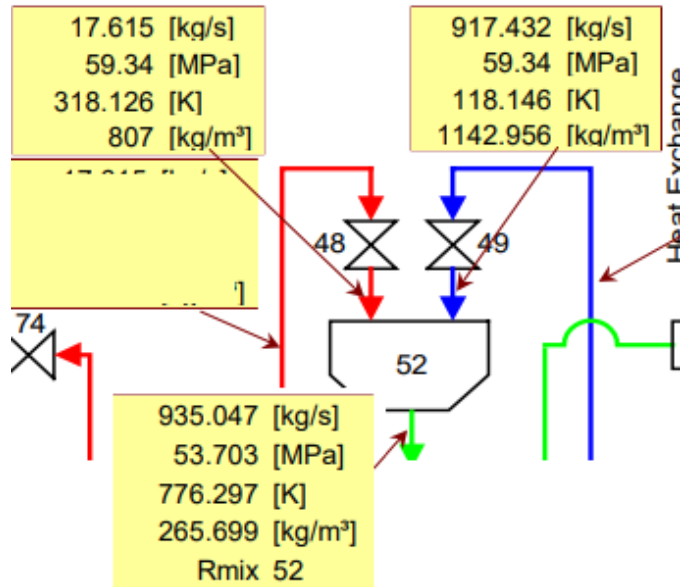 17.615 [kg/s]
59.34 [MPa]
318.126 [K]
807 [kg/m³]
917.432 [kg/s]
59.34 [MPa]
118.146 [K]
1142.956 [kg/m³]
Heat Exchange
48
49
74
52
935.047 [kg/s]
53.703 [MPa]
776.297 [K]
265.699 [kg/m³]
Rmix 52